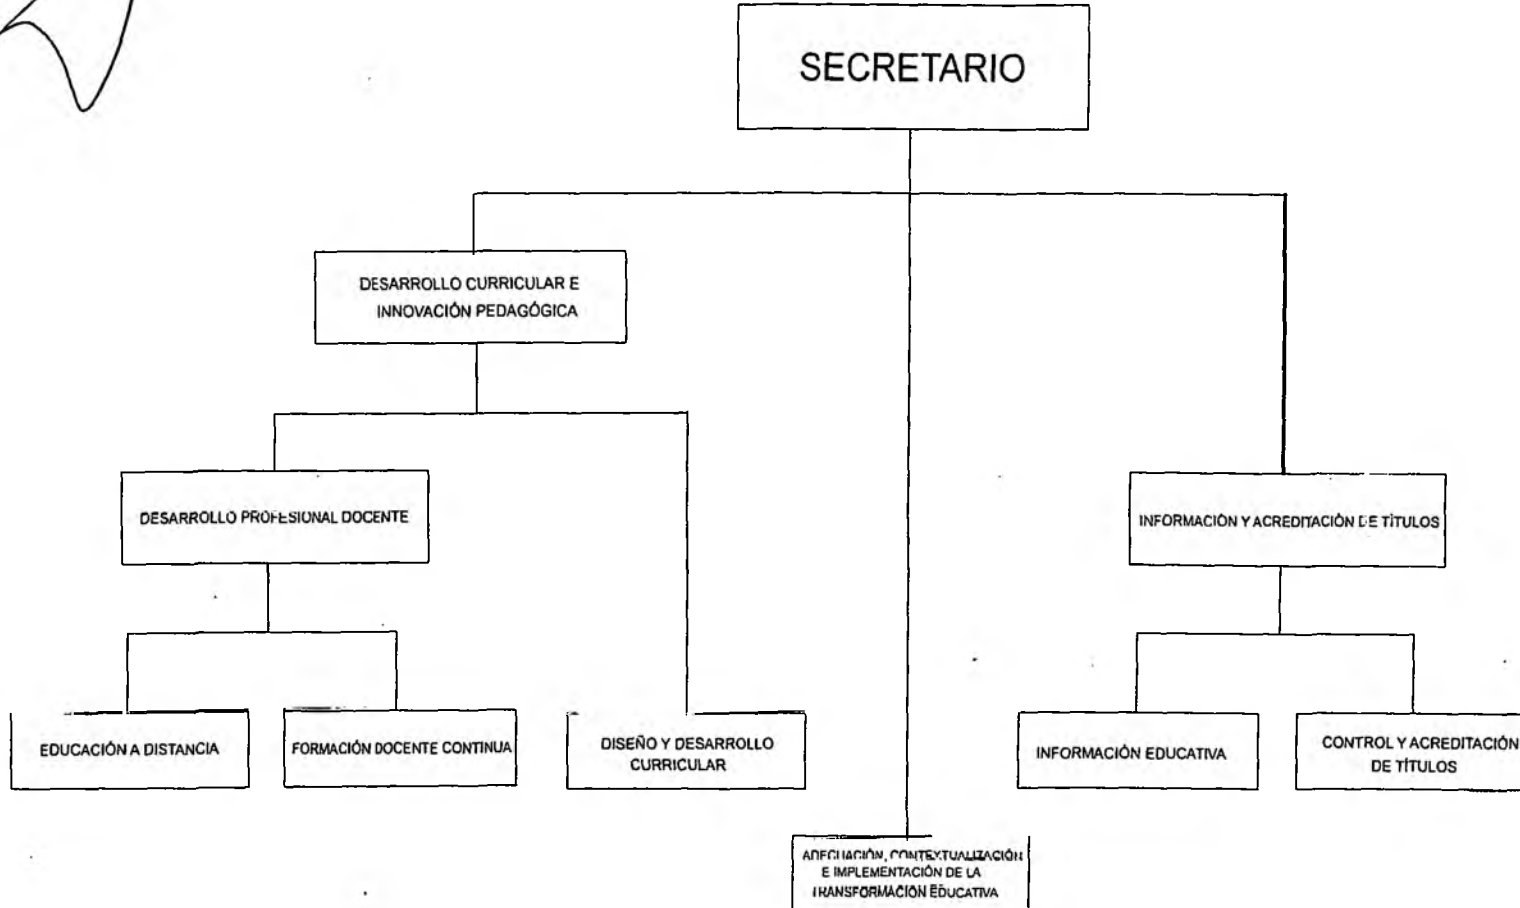 SECRETARIO
DESARROLLO CURRICULAR E
INNOVACIÓN PEDAGÓGICA
DESARROLLO PROFESIONAL DOCENTE
INFORMACIÓN Y ACREDITACIÓN DE TÍTULOS
EDUCACIÓN A DISTANCIA
FORMACIÓN DOCENTE CONTINUA
DISEÑO Y DESARROLLO
CURRICULAR
INFORMACIÓN EDUCATIVA
CONTROL Y ACREDITACIÓN
DE TÍTULOS
ADECUACIÓN, CONTEXTUALIZACIÓN
E IMPLEMENTACIÓN DE LA
TRANSFORMACIÓN EDUCATIVA